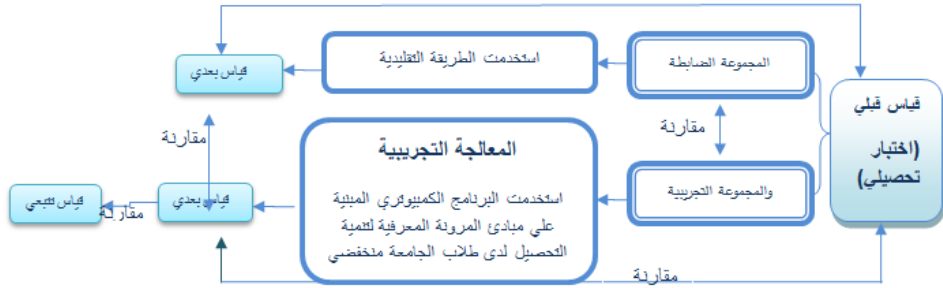 قياس قبلي
(اختبار
تحصيلي)
المجموعة الضابطة
استخدمت الطريقة التقليدية
قياس بعدي
مقارنة
والمجموعة التجريبية
المعالجة التجريبية
استخدمت البرنامج الكمبيوتري المبنية
علي مبادئ المرونة المعرفية لتنمية
التحصيل لدى طلاب الجامعة منخفضي
مقارنة
قياس بعدي
مقارنة
قياس تتبعي
مقارنة